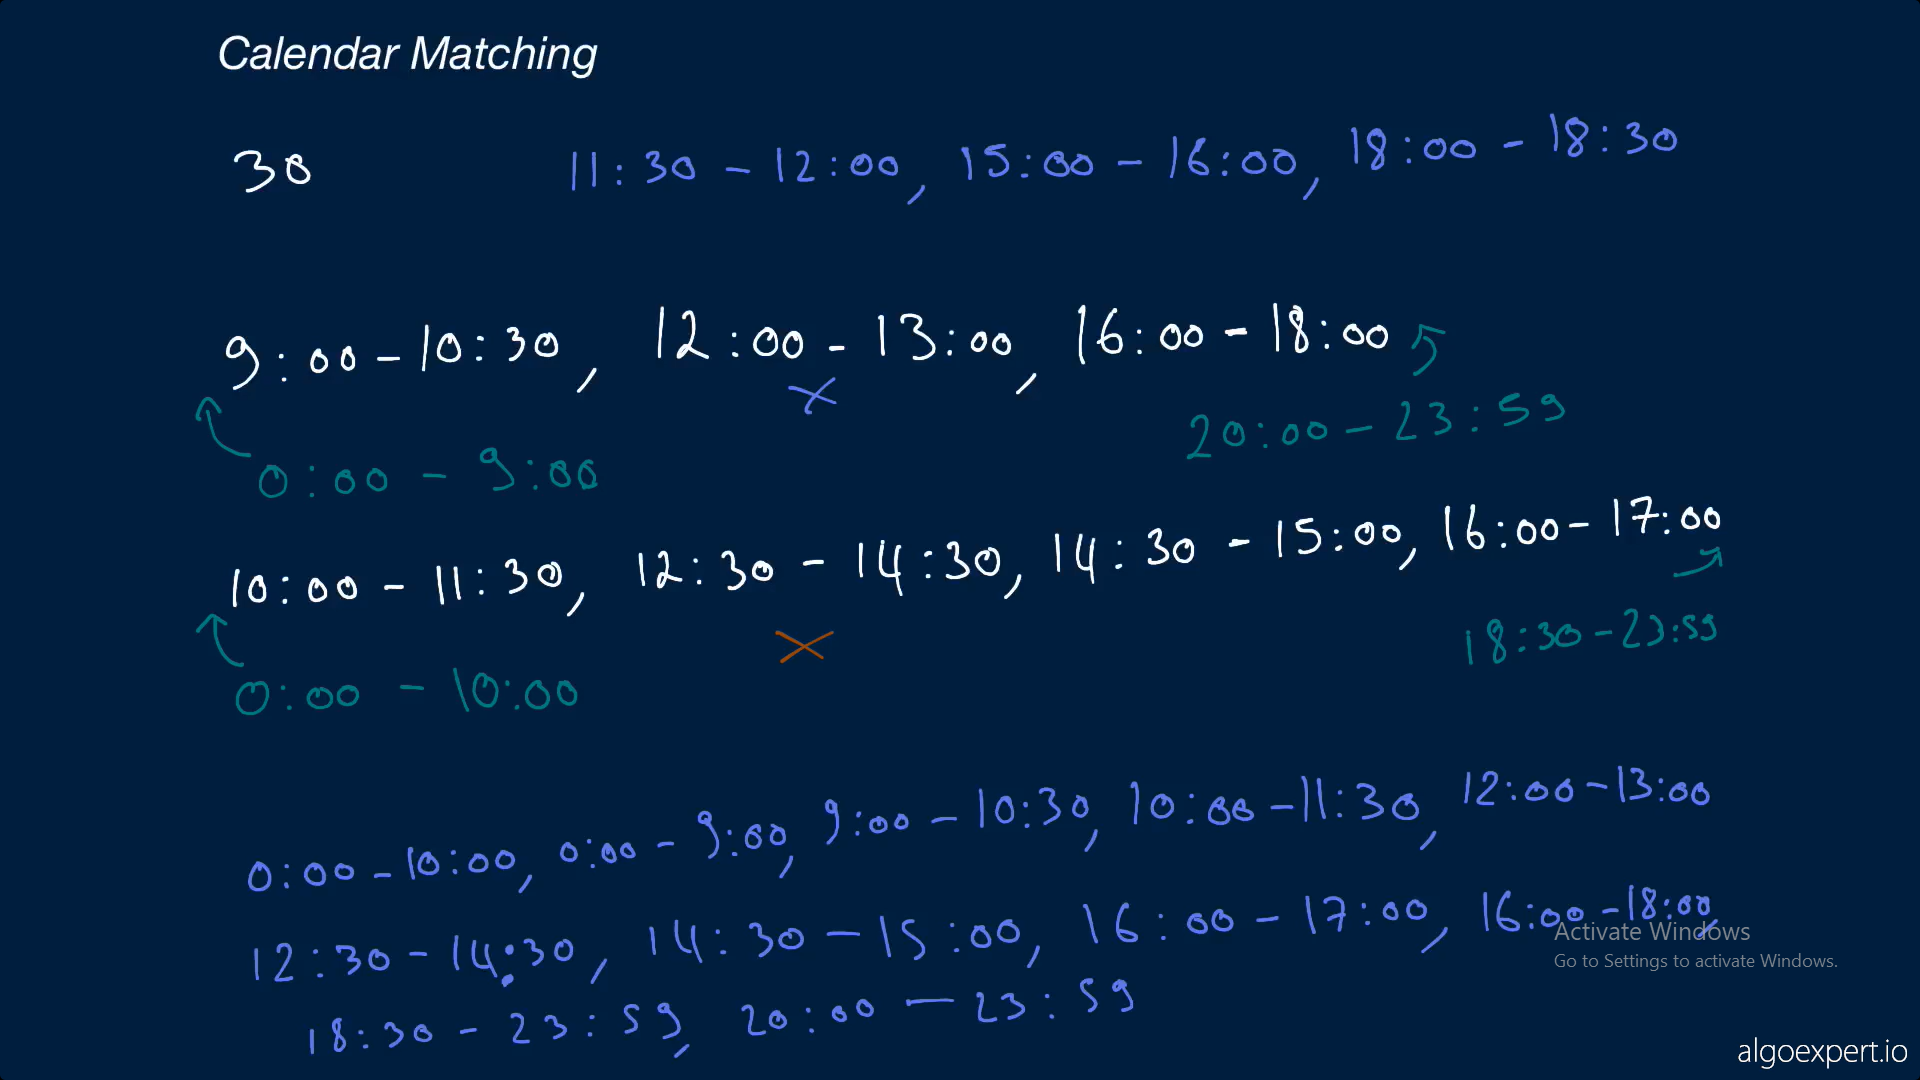 Calendar Matching
30 11:30 - 12:00, 15:00 - 16:00, 18:00 - 18:30
9:00 - 10:30, 12:00 - 13:00, 16:00 - 18:00
20:00 - 23:59
0:00 - 9:00
10:00 - 11:30, 12:30 - 14:30, 14:30 - 15:00, 16:00 - 17:00
18:30 - 23:59
0:00 - 10:00
0:00 - 10:00, 0:00 - 9:00, 9:00 - 10:30, 10:00 - 11:30, 12:00 - 13:00
12:30 - 14:30, 14:30 - 15:00, 16:00 - 17:00, 16:00 - 18:00,
Activate Windows
Go to Settings to activate Windows.
18:30 - 23:59, 20:00 - 23:59
algoexpert.io